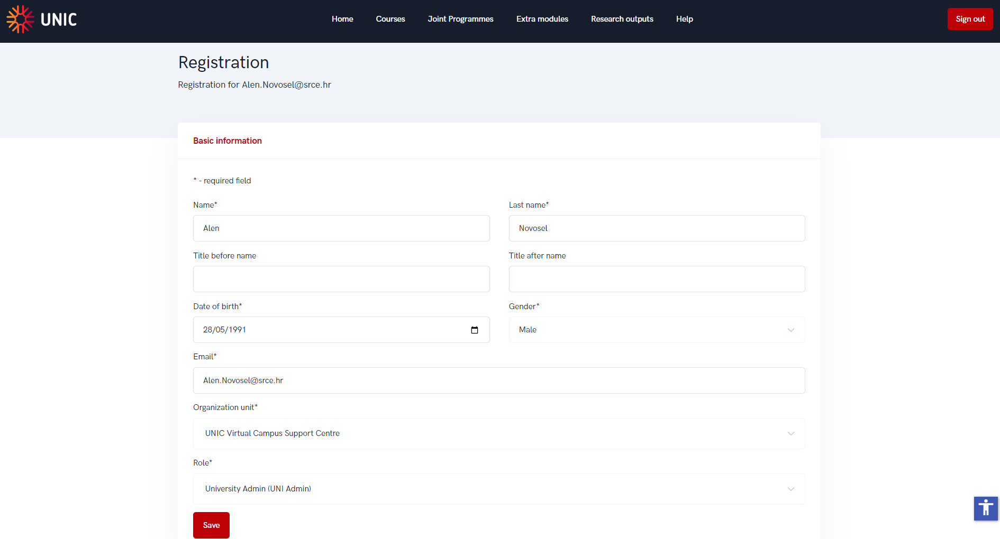 UNIC
Home Courses Joint Programmes Extra modules Research outputs Help
Sign out
Registration
Registration for Alen.Novosel@srce.hr
Basic information
* - required field
Name* Last name*
Alen Novosel
Title before name Title after name
Date of birth* Gender*
28/05/1991 Male
Email*
Alen.Novosel@srce.hr
Organization unit*
UNIC Virtual Campus Support Centre
Role*
University Admin (UNI Admin)
Save